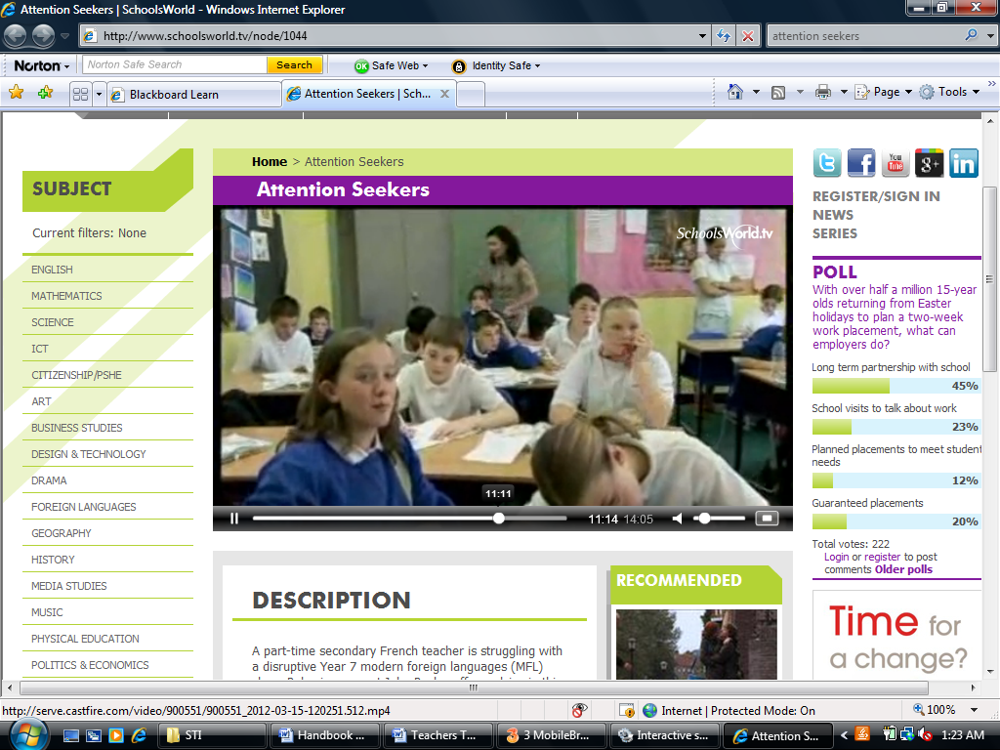 Attention Seekers | SchoolsWorld - Windows Internet Explorer
http://www.schoolsworld.tv/node/1044
attention seekers
Norton
Norton Safe Search
Search
OK
Safe Web
Identity Safe
Blackboard Learn
Attention Seekers | Sch...
Page
Tools
SUBJECT
Current filters: None
ENGLISH
MATHEMATICS
SCIENCE
ICT
CITIZENSHIP/PSHE
ART
BUSINESS STUDIES
DESIGN & TECHNOLOGY
DRAMA
FOREIGN LANGUAGES
GEOGRAPHY
HISTORY
MEDIA STUDIES
MUSIC
PHYSICAL EDUCATION
POLITICS & ECONOMICS
Home > Attention Seekers
Attention Seekers
SchoolsWorld.tv
11:11
11:14 14:05
DESCRIPTION
A part-time secondary French teacher is struggling with
a disruptive Year 7 modern foreign languages (MFL)
RECOMMENDED
You Tube
g+
in
REGISTER/SIGN IN
NEWS
SERIES
POLL
With over half a million 15-year
olds returning from Easter
holidays to plan a two-week
work placement, what can
employers do?
Long term partnership with school
45%
School visits to talk about work
23%
Planned placements to meet student
needs
12%
Guaranteed placements
20%
Total votes: 222
Login or register to post
comments Older polls
Time for
a change?
http://serve.castfire.com/video/900551/900551_2012-03-15-120251.512.mp4
Internet | Protected Mode: On
100%
STI
Handbook ...
Teachers T...
3 MobileBr...
Interactive s...
Attention S...
1:23 AM